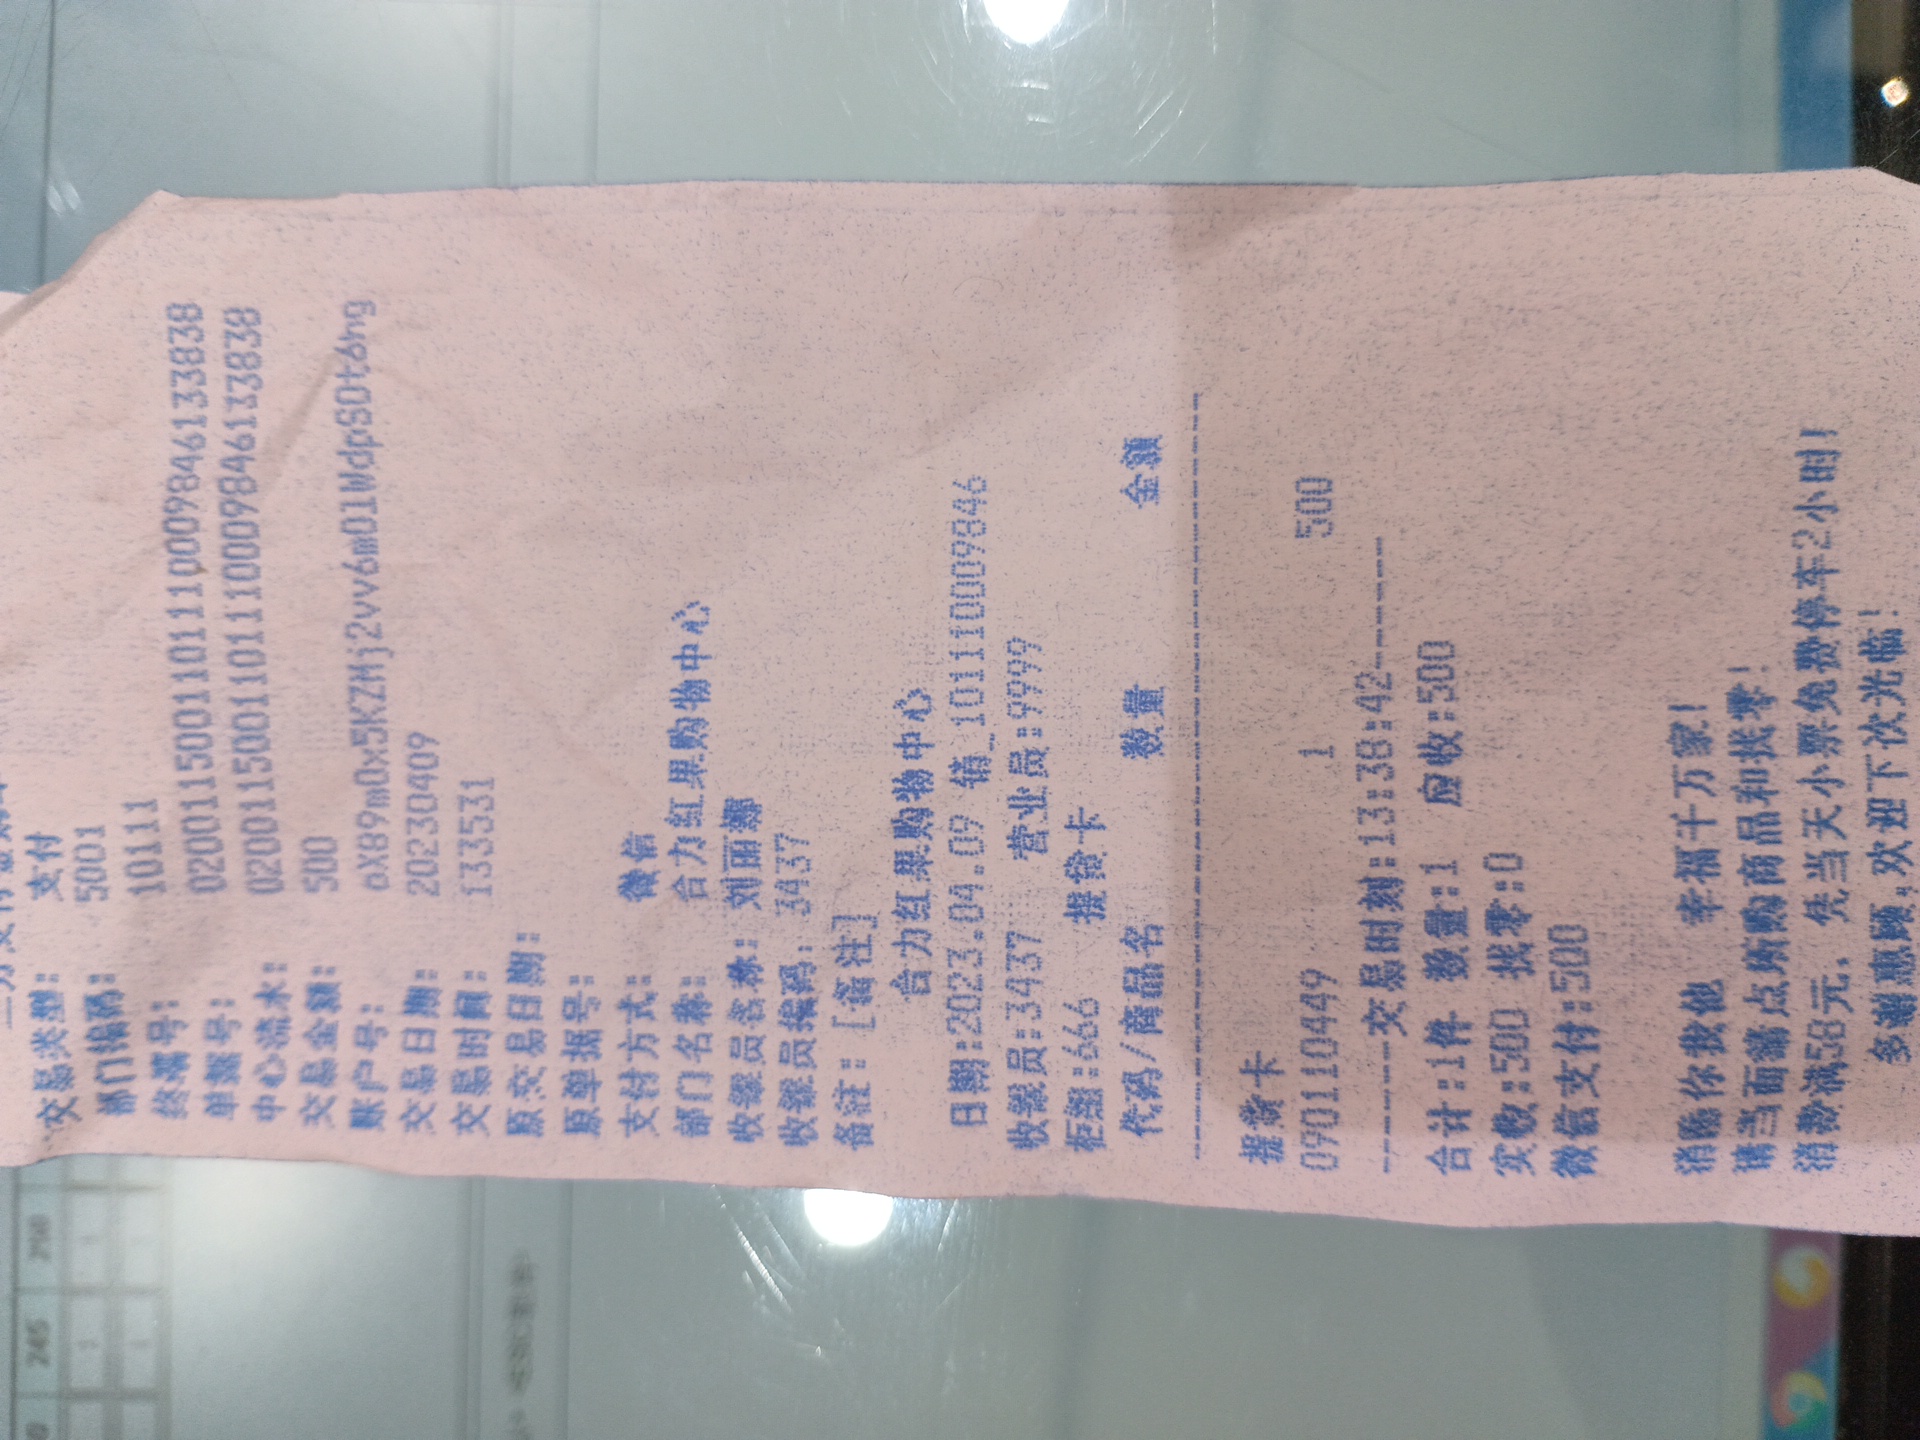 交易类型: 支付
部门编码: 5001
终端号: 10111
单据号: 0200115001101110009846133838
中心流水: 0200115001101110009846133838
交易金额: 500
账户号: oX89m0x5KZMj2vv6m01WdpSOt6hg
交易日期: 20230409
交易时间: 133531
原交易日期:
原单据号:
支付方式: 微信
部门名称: 合力红果购物中心
收银员名称: 刘丽娜
收银员编码: 3437
备注: [备注]
合力红果购物中心
日期:2023.04.09 销_101110009846
收银员:3437 营业员:9999
柜组:666 提货卡
代码/商品名 数量 金额
提货卡
090110449 1 500
------交易时刻:13:38:42------
合计:1件 数量:1 应收:500
实收:500 找零:0
微信支付:500
消愿你我他 幸福千万家!
请当面清点所购商品和找零!
消费满58元，凭当天小票免费停车2小时!
多谢惠顾,欢迎下次光临!
245